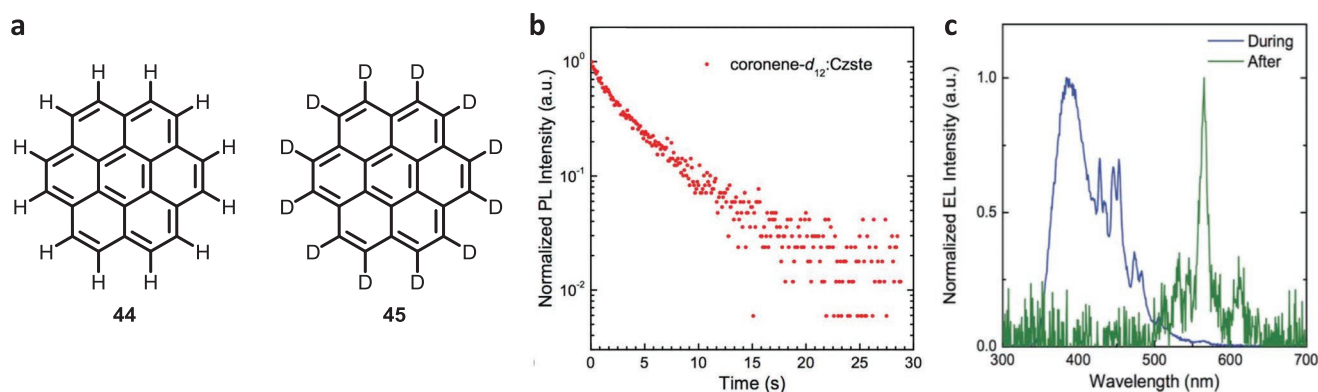 a
H H
H H
H H
H H
H H
H H
44
D D
D D
D D
D D
D D
D D
45
b
Normalized PL Intensity (a.u.)
10⁰
10⁻¹
10⁻²
coronene-d₁₂:Czste
0 5 10 15 20 25 30
Time (s)
c
Normalized EL Intensity (a.u.)
During
After
1.0
0.5
0.0
300 400 500 600 700
Wavelength (nm)